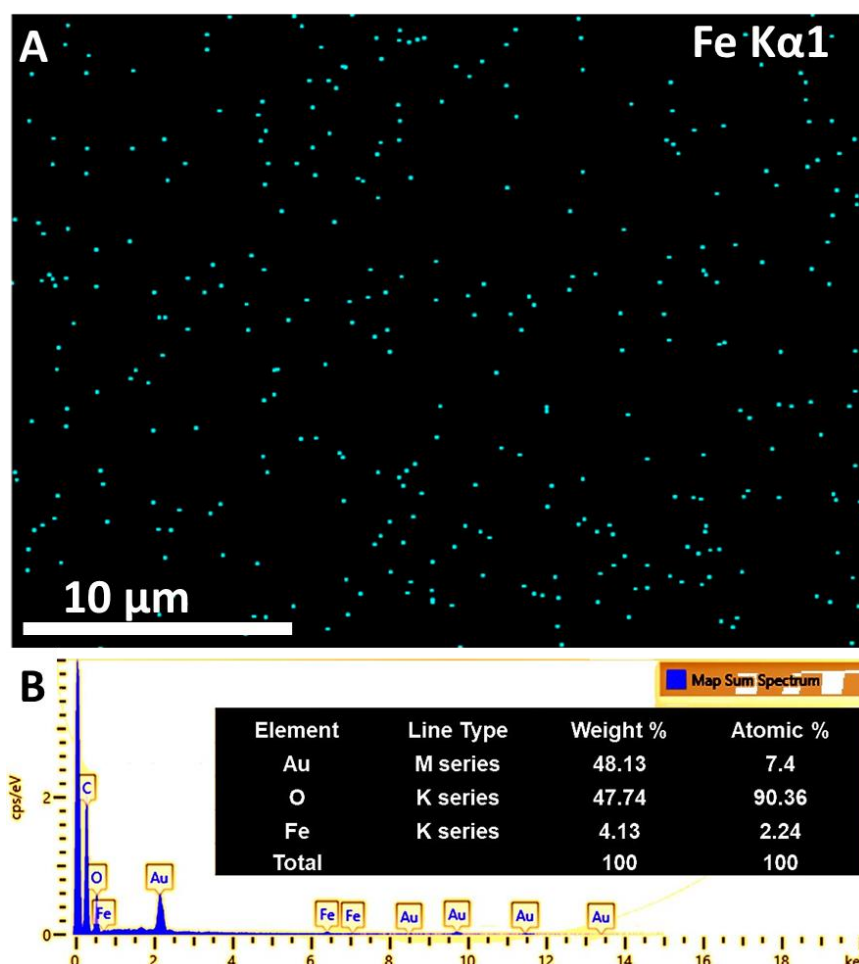 A
Fe Kα1
10 µm
B
Map Sum Spectrum
Element Line Type Weight % Atomic %
Au M series 48.13 7.4
O K series 47.74 90.36
Fe K series 4.13 2.24
Total 100 100
cps/eV
2
0
C
O
Fe
Au
Fe
Fe
Au
Au
Au
Au
0 2 4 6 8 10 12 14 16 18